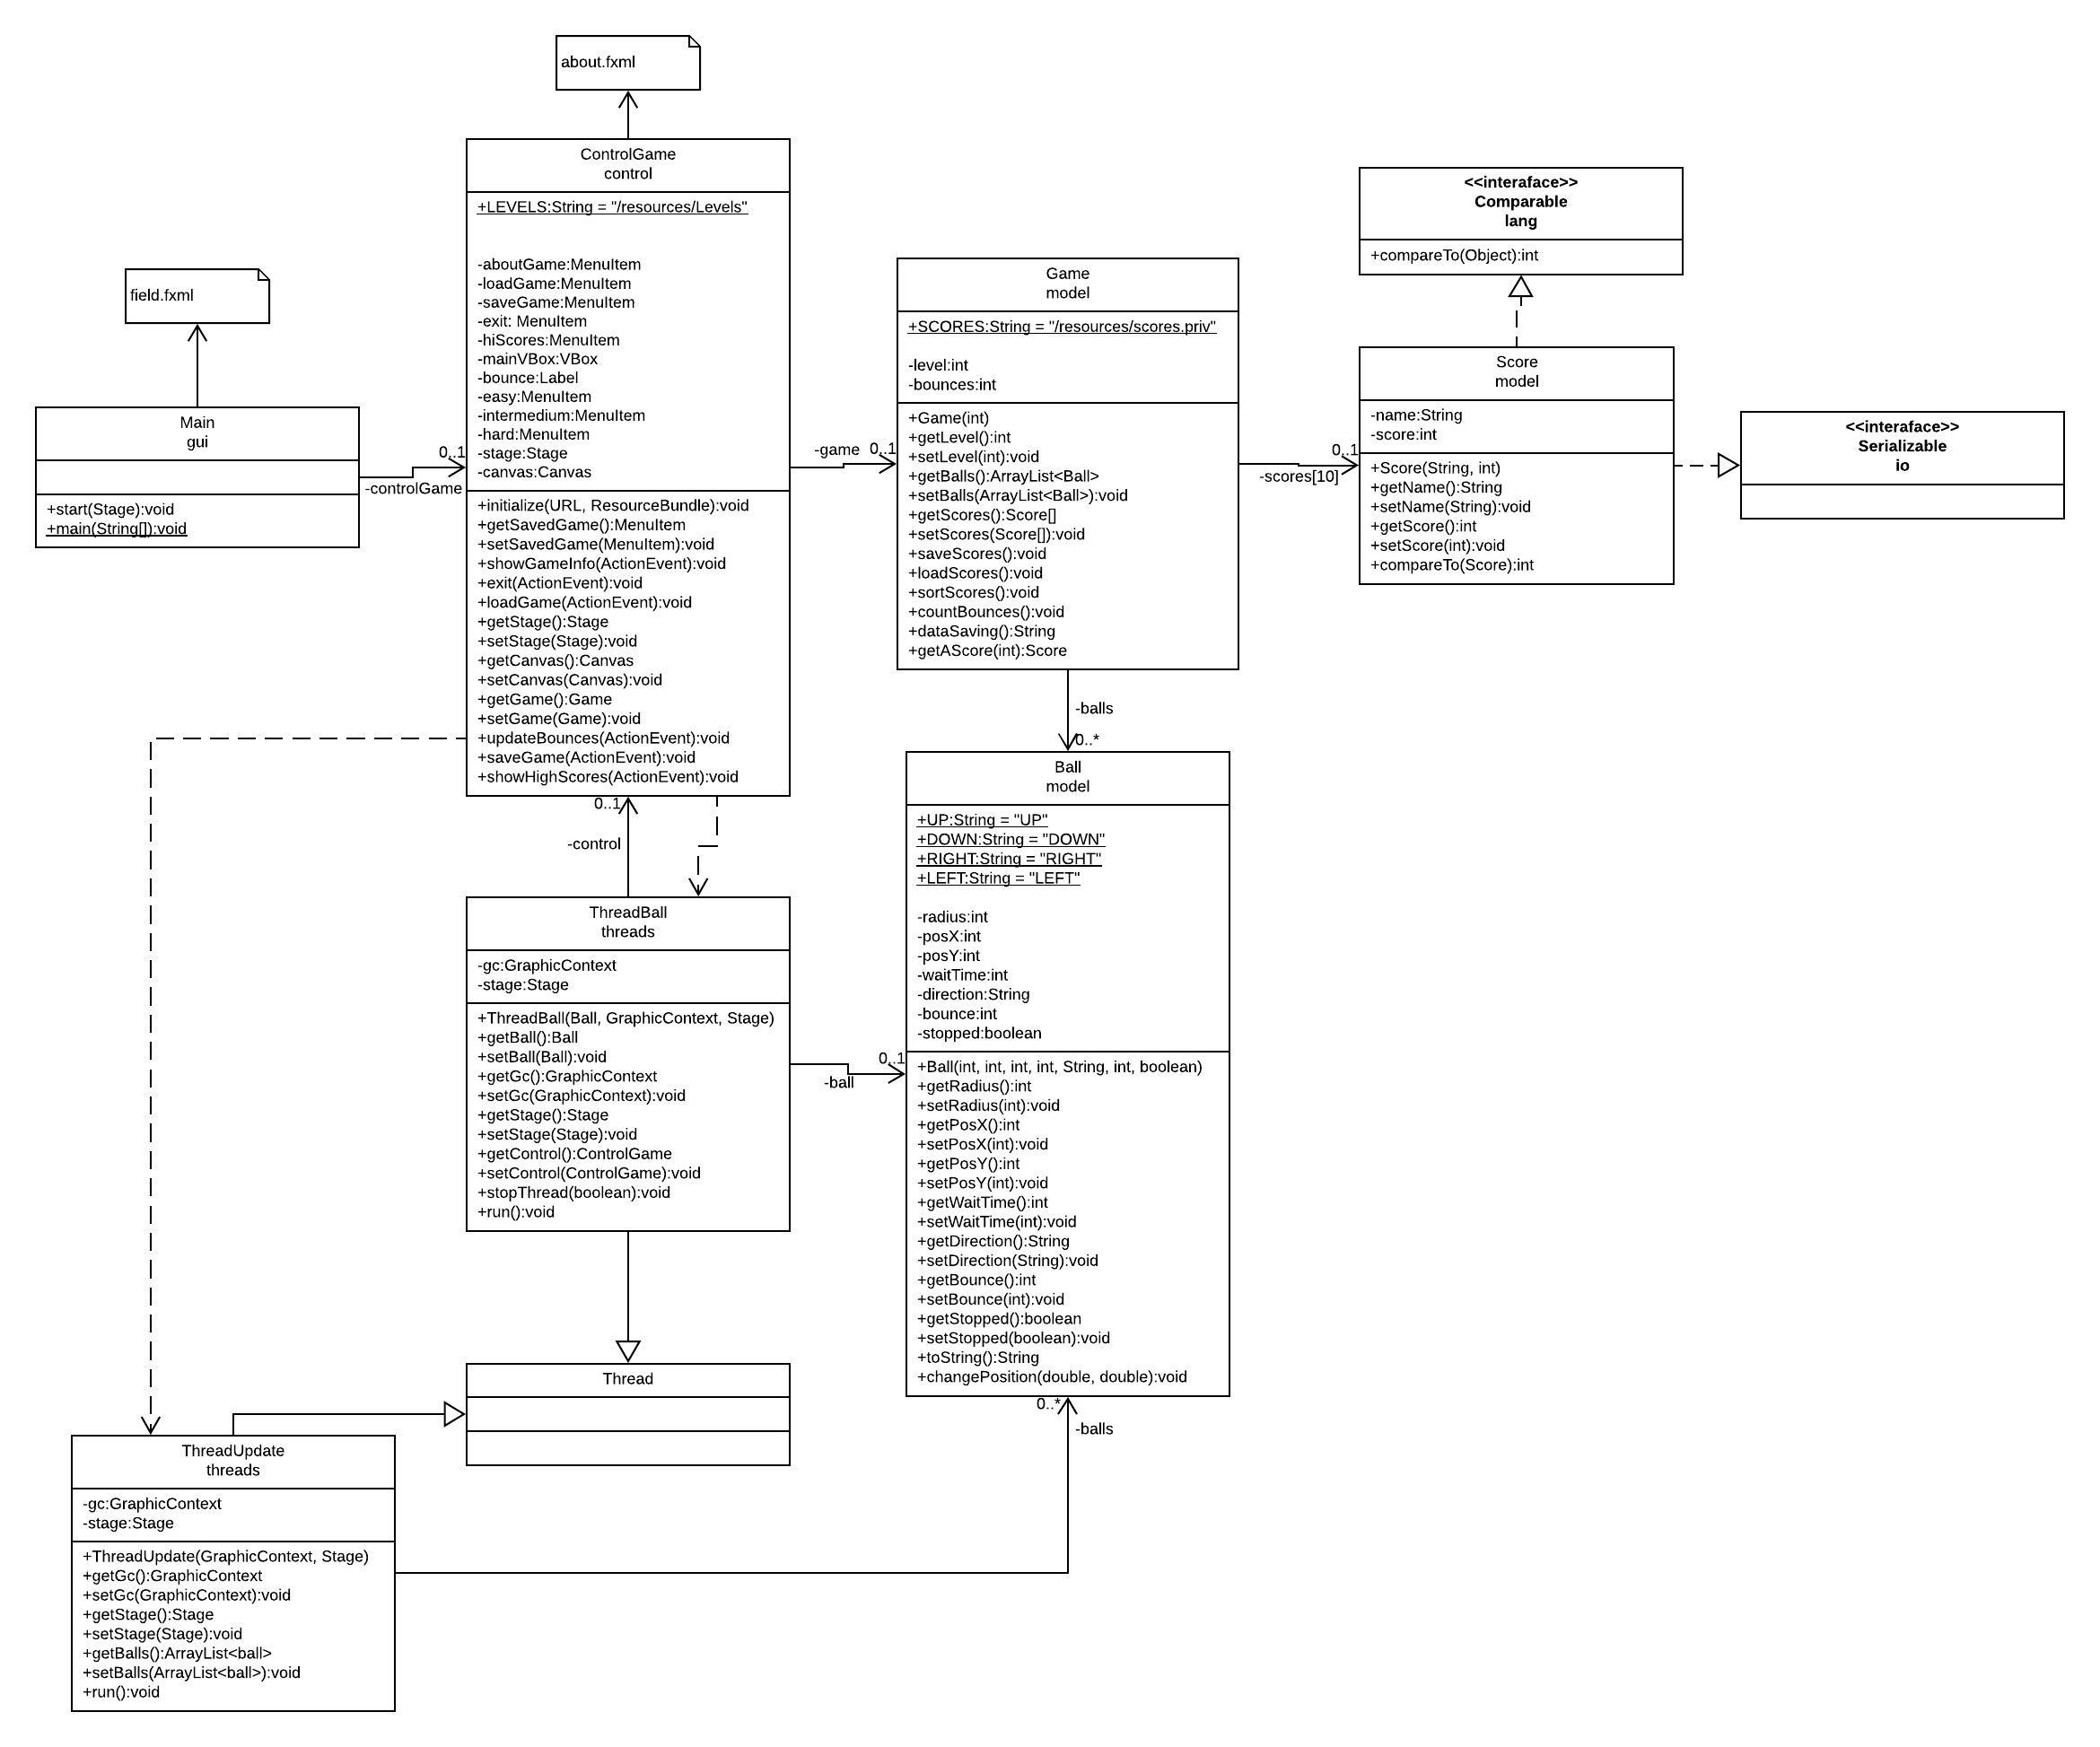 about.fxml
ControlGame
control
+LEVELS:String = "/resources/Levels"
-aboutGame:MenuItem
-loadGame:MenuItem
-saveGame:MenuItem
-exit: MenuItem
-hiScores:MenuItem
-mainVBox:VBox
-bounce:Label
-easy:MenuItem
-intermedium:MenuItem
-hard:MenuItem
-stage:Stage
-canvas:Canvas
+initialize(URL, ResourceBundle):void
+getSavedGame():MenuItem
+setSavedGame(MenuItem):void
+showGameInfo(ActionEvent):void
+exit(ActionEvent):void
+loadGame(ActionEvent):void
+getStage():Stage
+setStage(Stage):void
+getCanvas():Canvas
+setCanvas(Canvas):void
+getGame():Game
+setGame(Game):void
+updateBounces(ActionEvent):void
+saveGame(ActionEvent):void
+showHighScores(ActionEvent):void
field.fxml
Main
gui
+start(Stage):void
+main(String[]):void
0..1
-controlGame
-game
0..1
Game
model
+SCORES:String = "/resources/scores.priv"
-level:int
-bounces:int
+Game(int)
+getLevel():int
+setLevel(int):void
+getBalls():ArrayList<Ball>
+setBalls(ArrayList<Ball>):void
+getScores():Score[]
+setScores(Score[]):void
+saveScores():void
+loadScores():void
+sortScores():void
+countBounces():void
+dataSaving():String
+getAScore(int):Score
0..1
-scores[10]
<<interaface>>
Comparable
lang
+compareTo(Object):int
Score
model
-name:String
-score:int
+Score(String, int)
+getName():String
+setName(String):void
+getScore():int
+setScore(int):void
+compareTo(Score):int
<<interaface>>
Serializable
io
-balls
0..*
Ball
model
+UP:String = "UP"
+DOWN:String = "DOWN"
+RIGHT:String = "RIGHT"
+LEFT:String = "LEFT"
-radius:int
-posX:int
-posY:int
-waitTime:int
-direction:String
-bounce:int
-stopped:boolean
+Ball(int, int, int, int, String, int, boolean)
+getRadius():int
+setRadius(int):void
+getPosX():int
+setPosX(int):void
+getPosY():int
+setPosY(int):void
+getWaitTime():int
+setWaitTime(int):void
+getDirection():String
+setDirection(String):void
+getBounce():int
+setBounce(int):void
+getStopped():boolean
+setStopped(boolean):void
+toString():String
+changePosition(double, double):void
0..*
-balls
0..1
-control
ThreadBall
threads
-gc:GraphicContext
-stage:Stage
+ThreadBall(Ball, GraphicContext, Stage)
+getBall():Ball
+setBall(Ball):void
+getGc():GraphicContext
+setGc(GraphicContext):void
+getStage():Stage
+setStage(Stage):void
+getControl():ControlGame
+setControl(ControlGame):void
+stopThread(boolean):void
+run():void
0..1
-ball
Thread
ThreadUpdate
threads
-gc:GraphicContext
-stage:Stage
+ThreadUpdate(GraphicContext, Stage)
+getGc():GraphicContext
+setGc(GraphicContext):void
+getStage():Stage
+setStage(Stage):void
+getBalls():ArrayList<ball>
+setBalls(ArrayList<ball>):void
+run():void